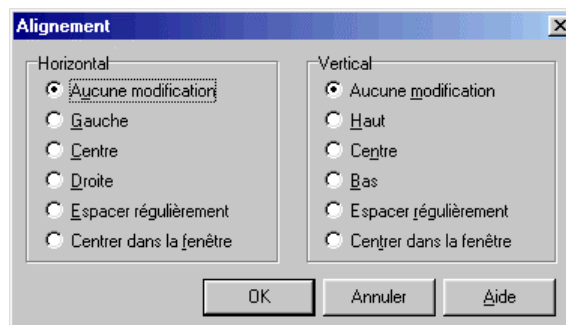 Alignement
Horizontal
Aucune modification
Gauche
Centre
Droite
Espacer régulièrement
Centrer dans la fenêtre
Vertical
Aucune modification
Haut
Centre
Bas
Espacer régulièrement
Centrer dans la fenêtre
OK
Annuler
Aide